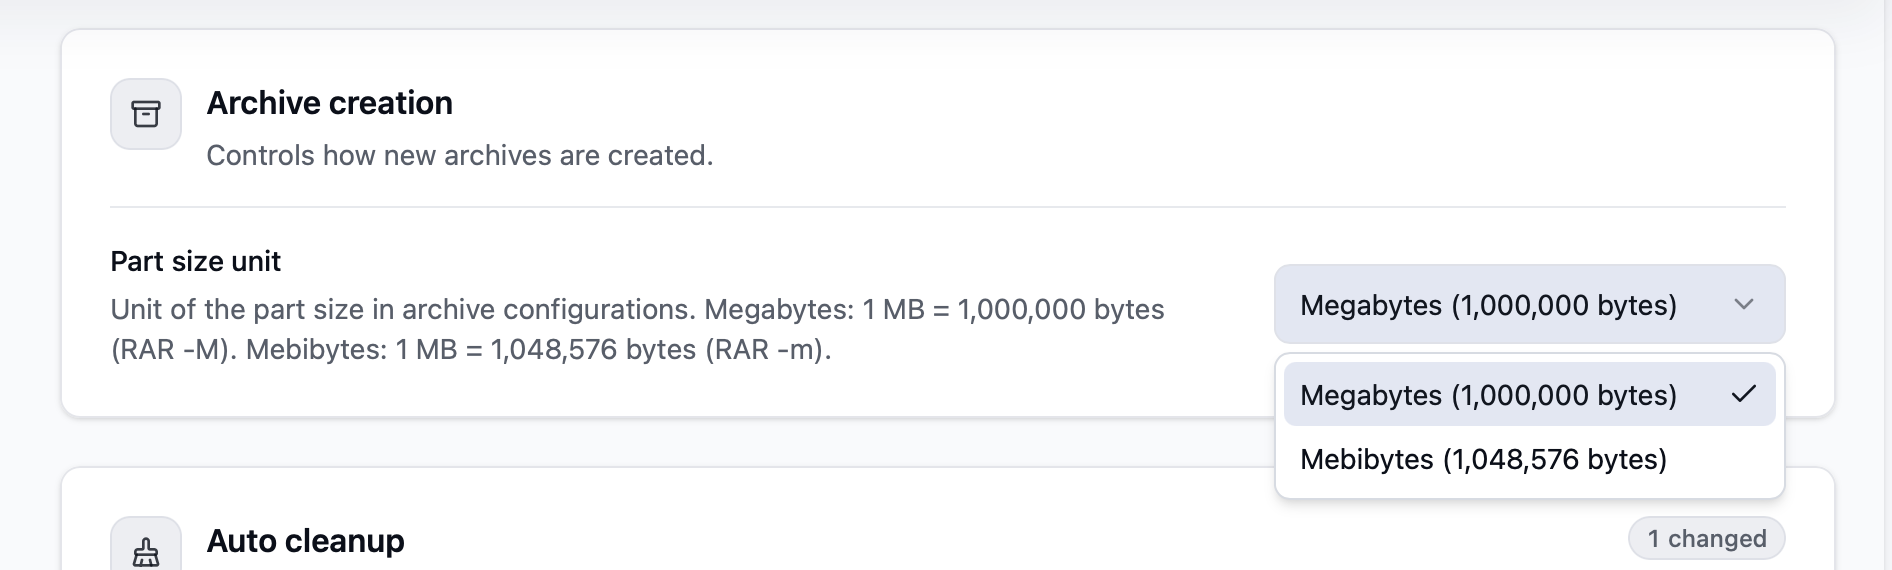 Archive creation
Controls how new archives are created.
Part size unit
Unit of the part size in archive configurations. Megabytes: 1 MB = 1,000,000 bytes
(RAR -M). Mebibytes: 1 MB = 1,048,576 bytes (RAR -m).
Megabytes (1,000,000 bytes)
Megabytes (1,000,000 bytes)
Mebibytes (1,048,576 bytes)
Auto cleanup
1 changed